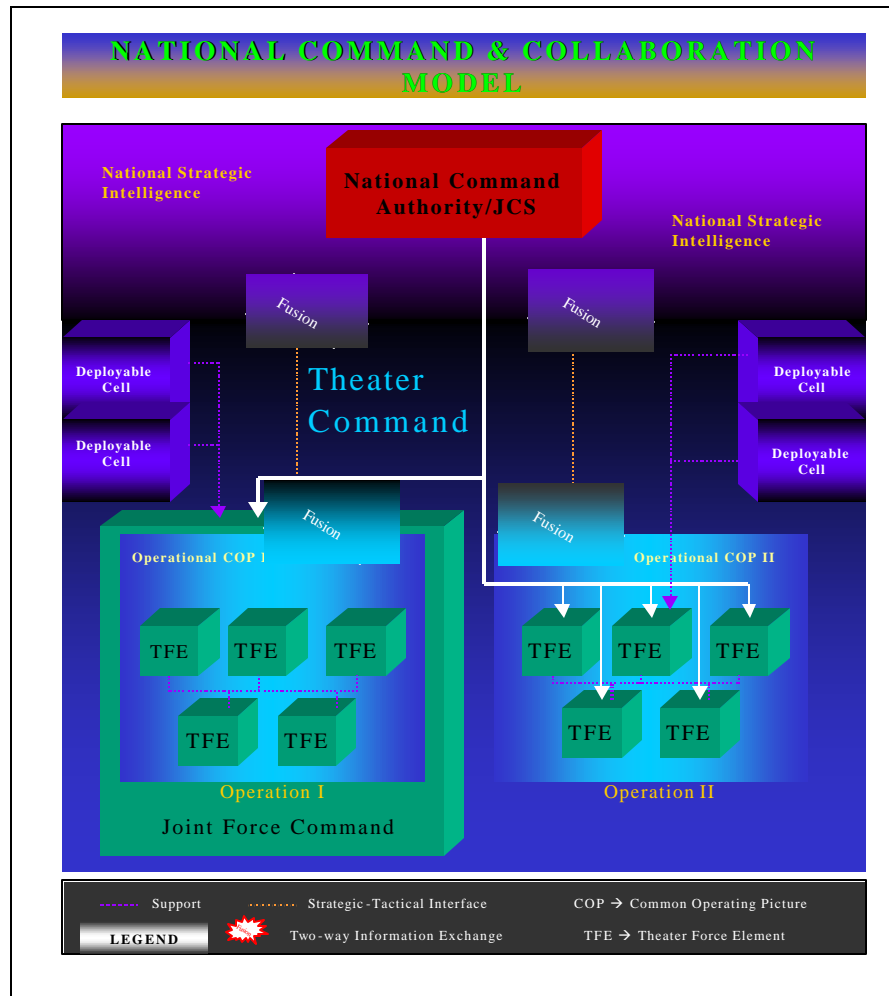 NATIONAL COMMAND & COLLABORATION
MODEL
National Strategic
Intelligence
National Command
Authority/JCS
National Strategic
Intelligence
Fusion
Fusion
Deployable
Cell
Deployable
Cell
Theater
Command
Deployable
Cell
Deployable
Cell
Fusion
Fusion
Operational COP I
Operational COP II
TFE TFE TFE
TFE TFE
TFE TFE TFE
TFE TFE
Operation I
Operation II
Joint Force Command
Support
Strategic-Tactical Interface
COP → Common Operating Picture
LEGEND
Fusion
Two-way Information Exchange
TFE → Theater Force Element